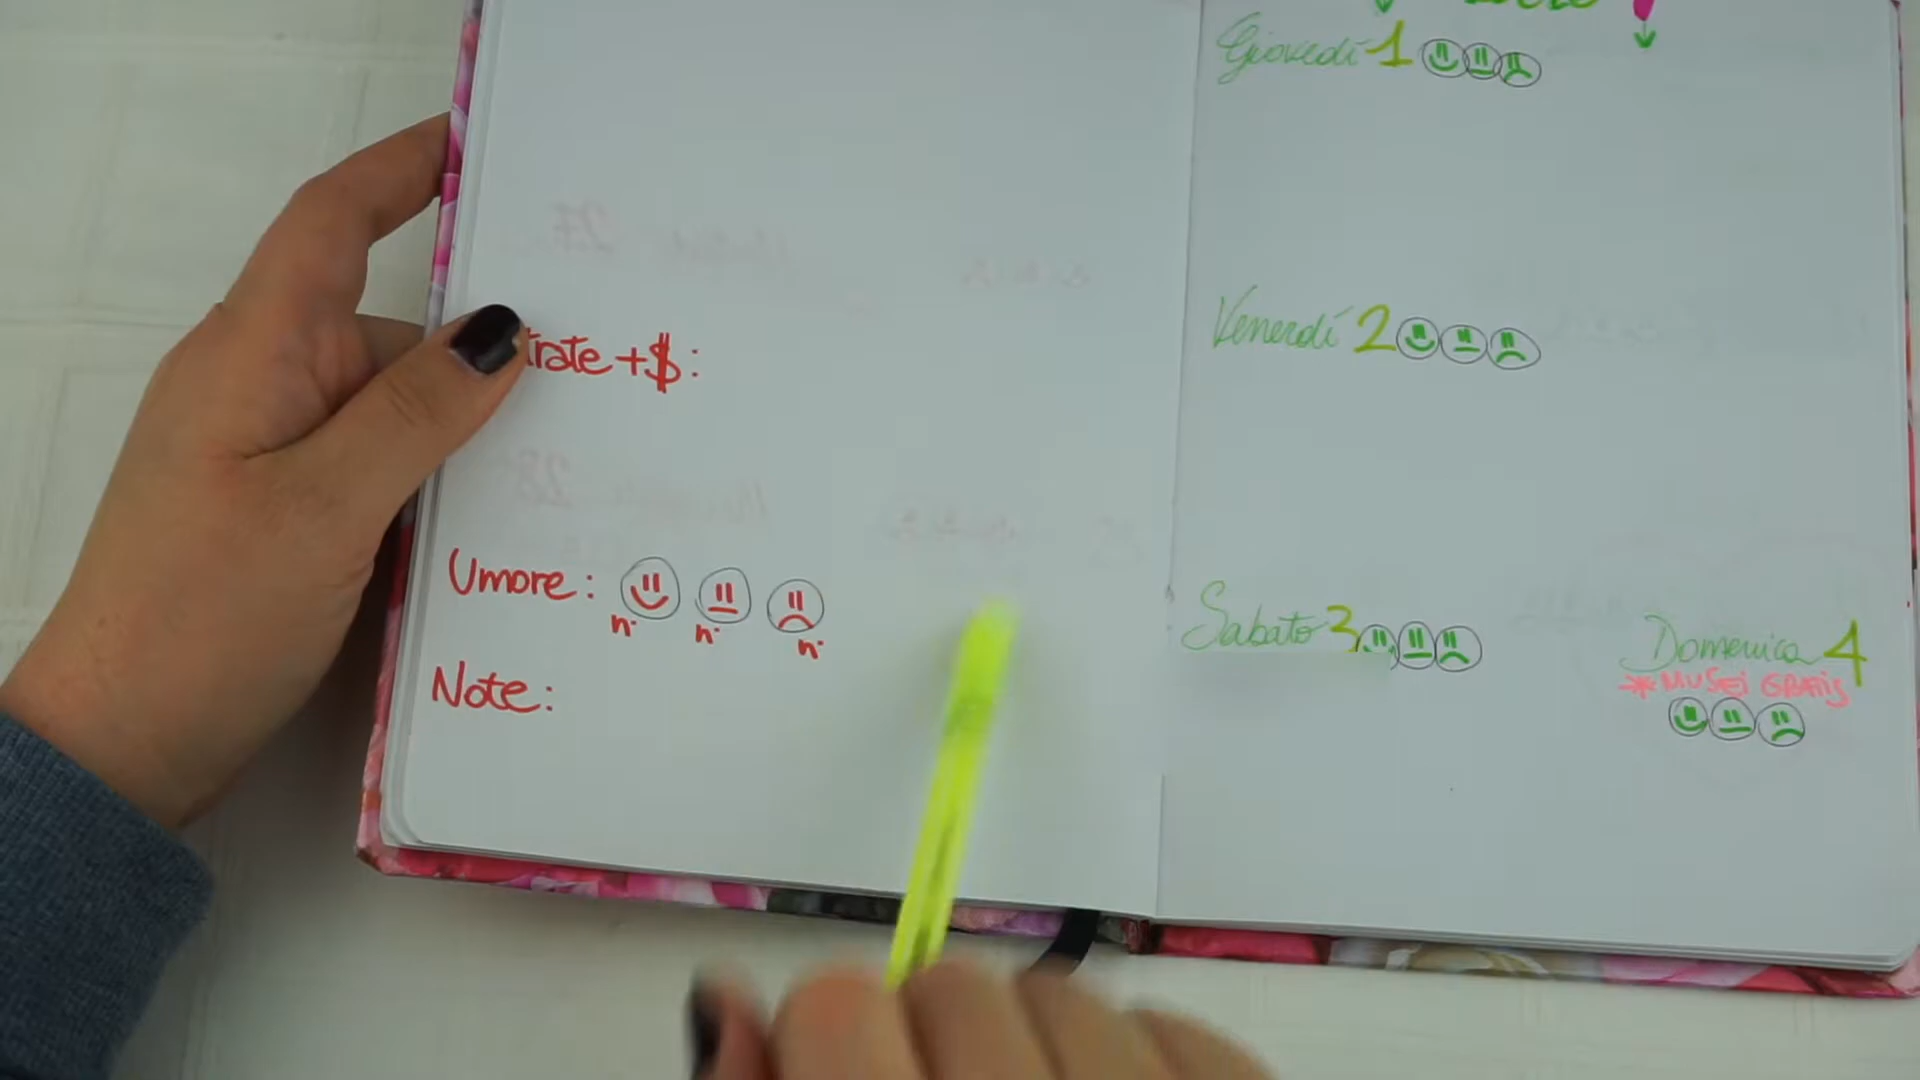 trate +$:
Umore:
n. n. n.
Note:
Giovedì 1
Venerdì 2
Sabato 3
Domenica 4
* MUSEI GRATIS